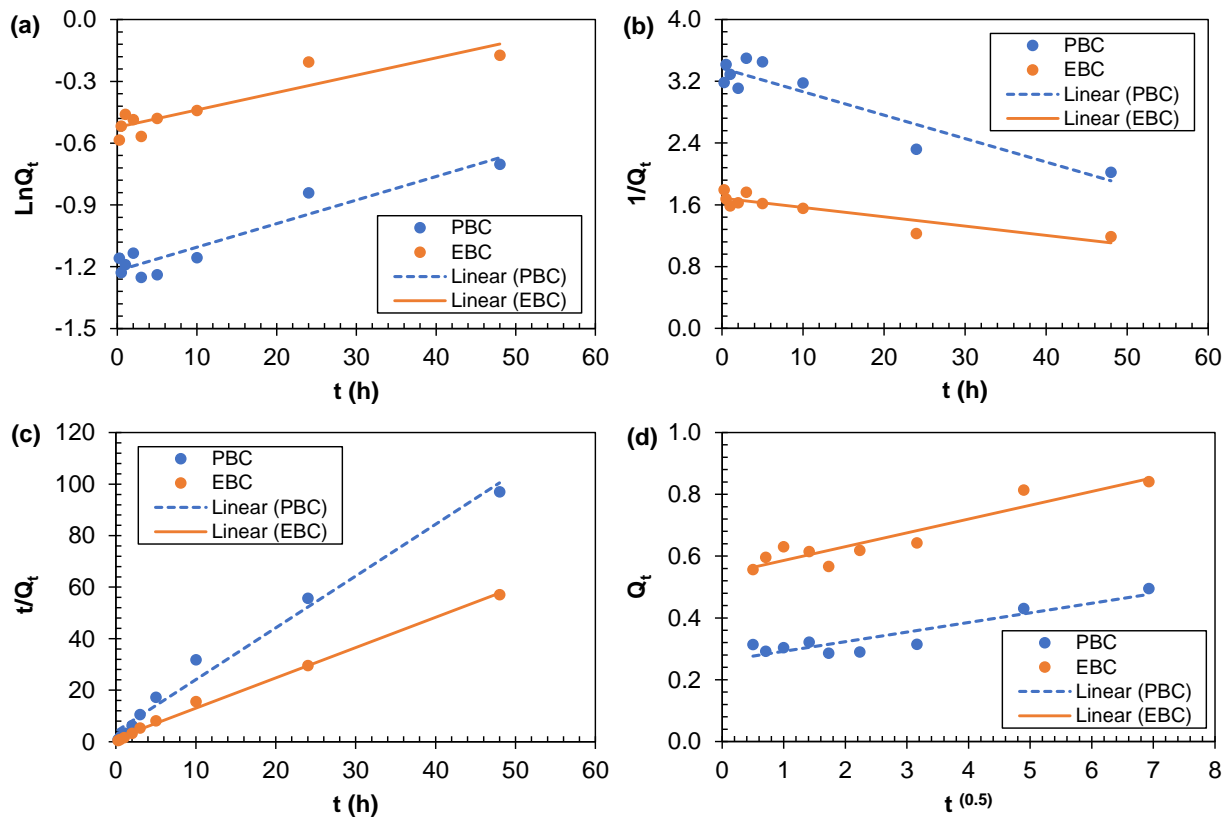 (a)
LnQt
0.0
-0.3
-0.6
-0.9
-1.2
-1.5
PBC
EBC
Linear (PBC)
Linear (EBC)
0 10 20 30 40 50 60
t (h)
(b)
1/Qt
4.0
3.2
2.4
1.6
0.8
0.0
PBC
EBC
Linear (PBC)
Linear (EBC)
0 10 20 30 40 50 60
t (h)
(c)
t/Qt
120
100
80
60
40
20
0
PBC
EBC
Linear (PBC)
Linear (EBC)
0 10 20 30 40 50 60
t (h)
(d)
Qt
1.0
0.8
0.6
0.4
0.2
0.0
PBC
EBC
Linear (PBC)
Linear (EBC)
0 1 2 3 4 5 6 7 8
t (0.5)